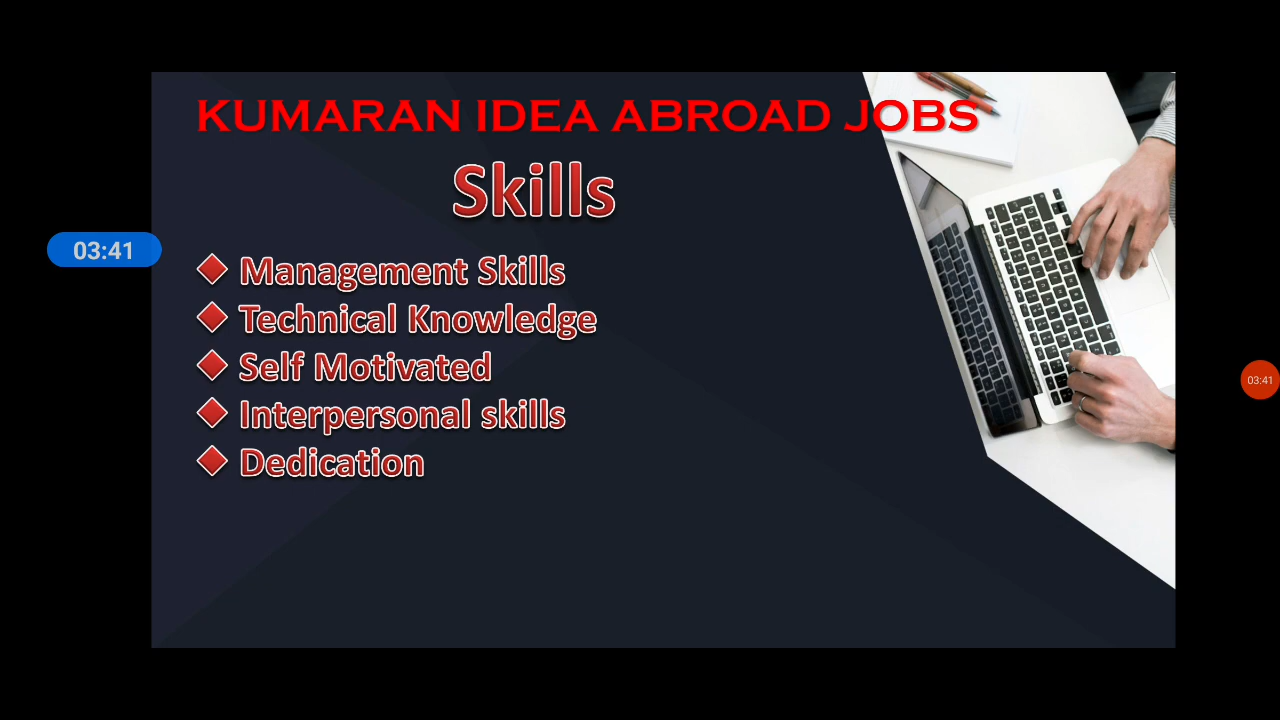 KUMARAN IDEA ABROAD JOBS
Skills
03:41
Management Skills
Technical Knowledge
Self Motivated
03:41
Interpersonal skills
Dedication